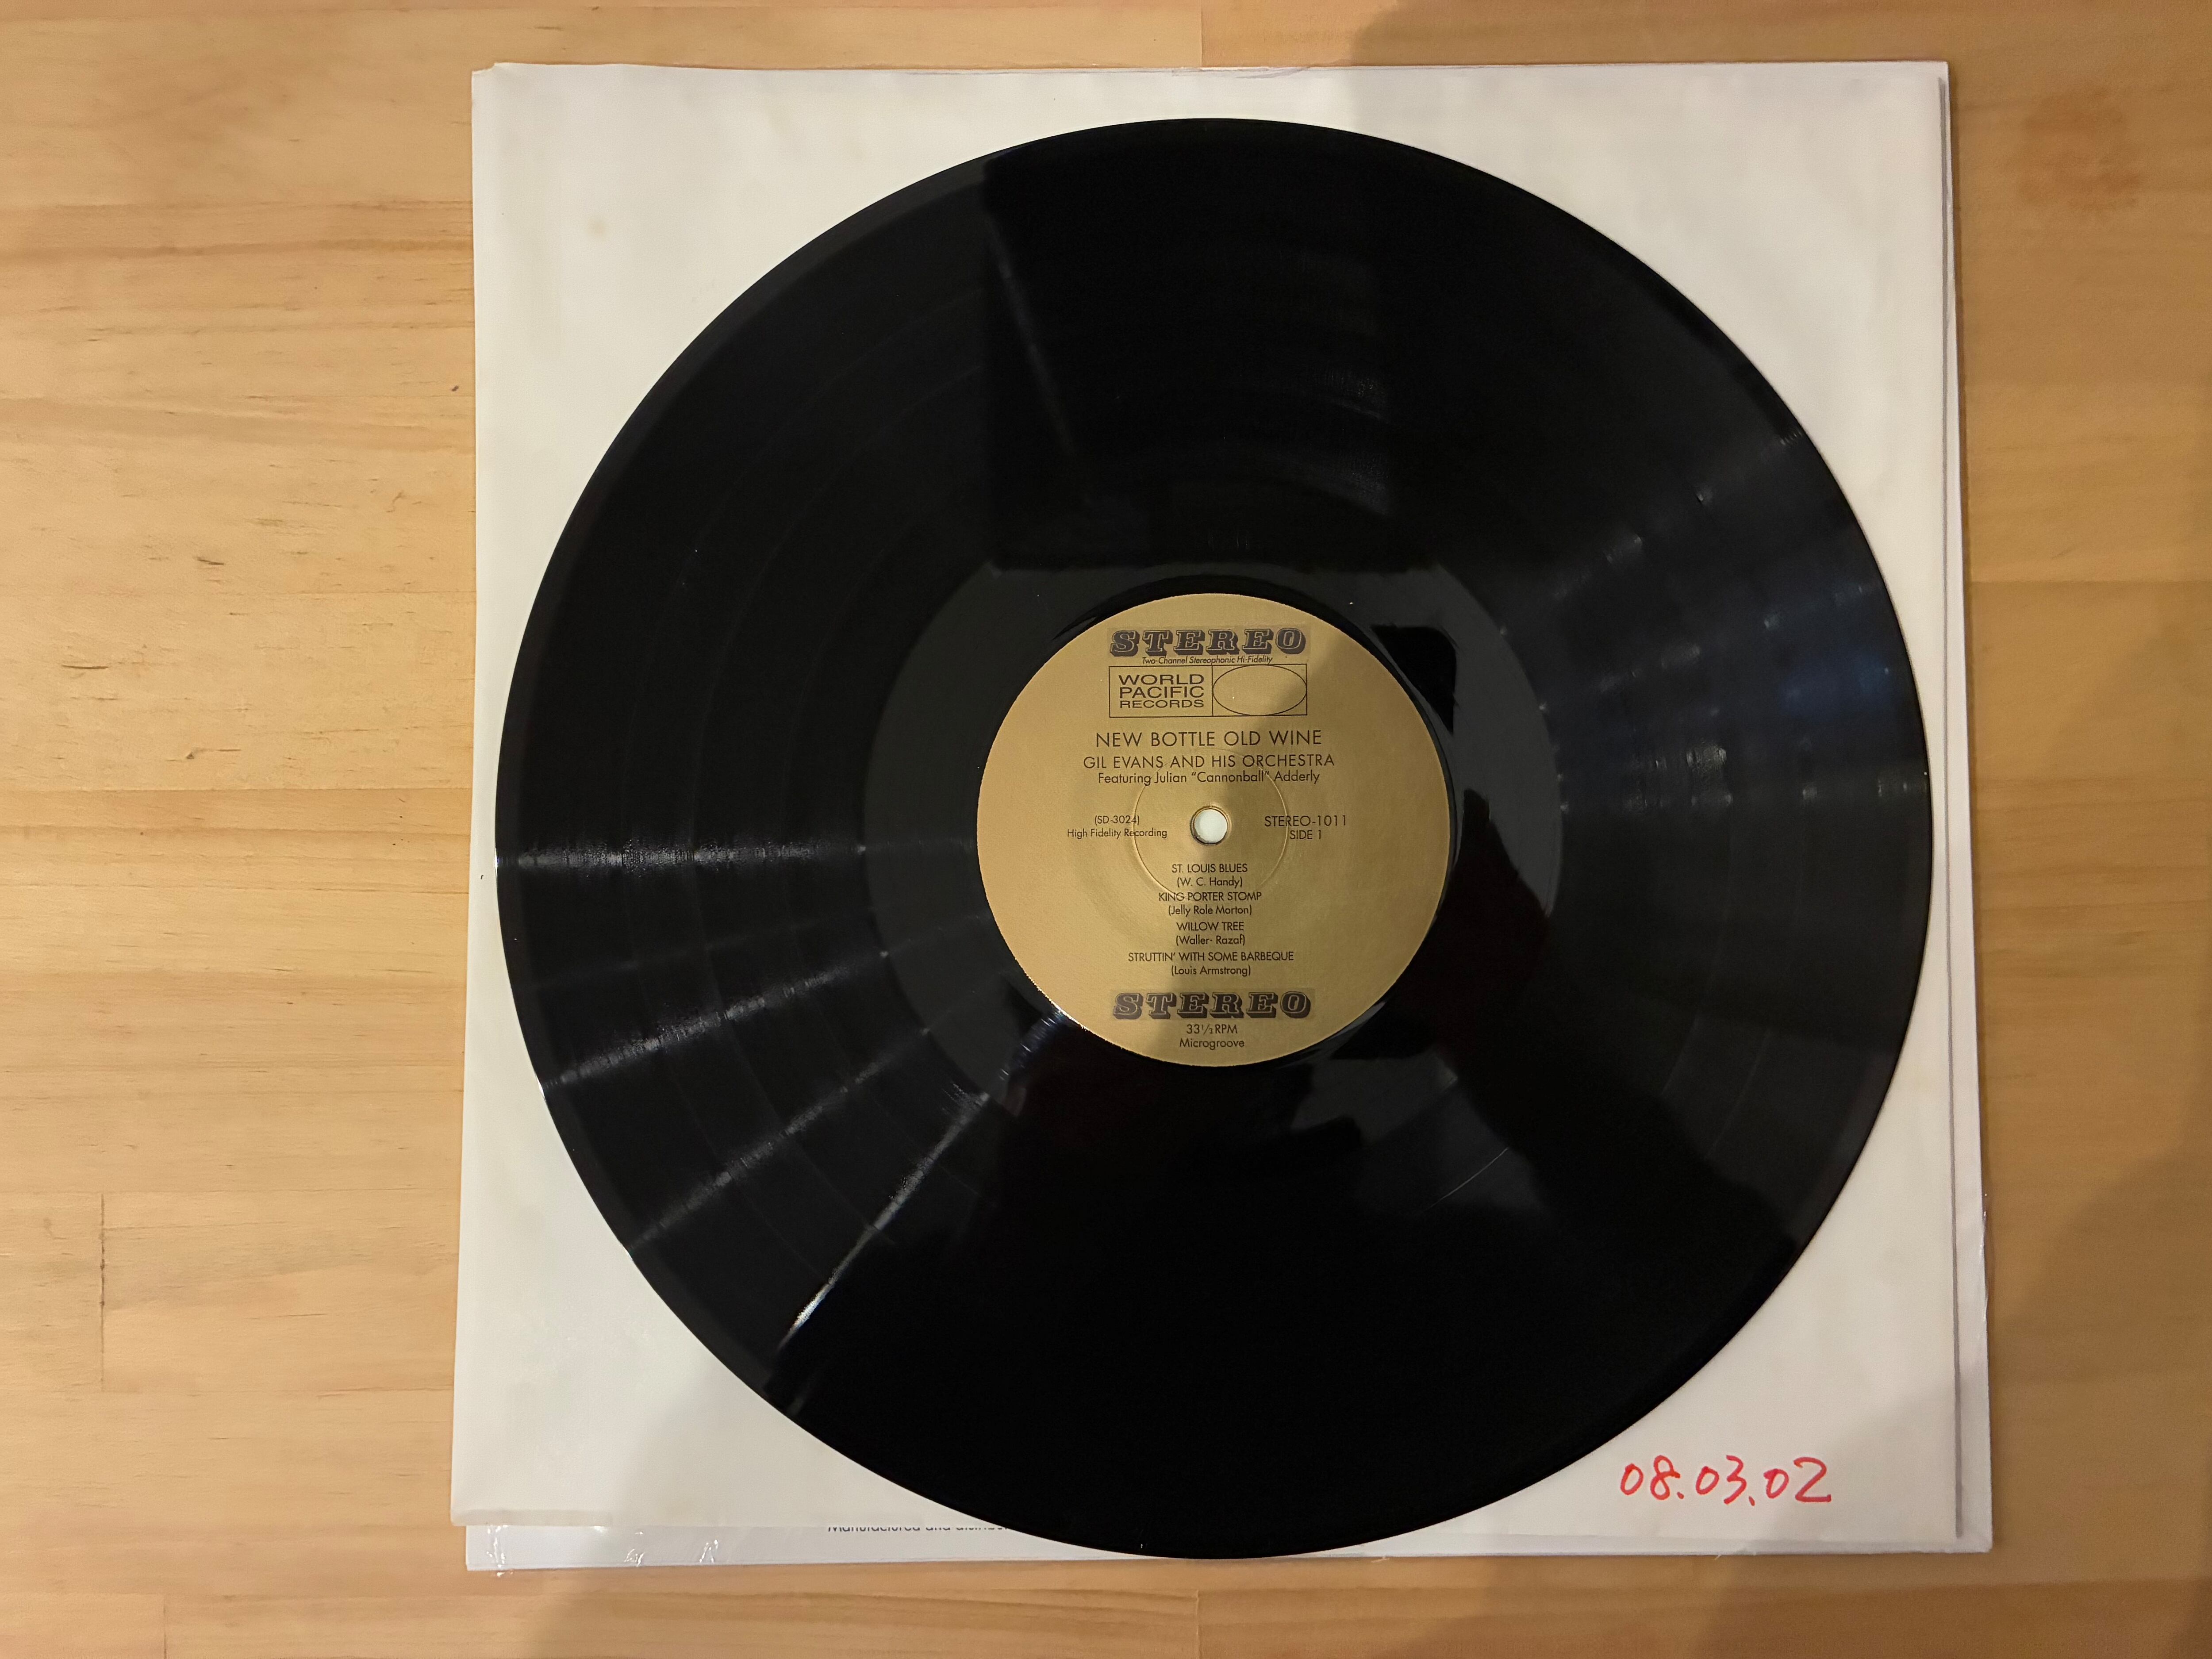 STEREO
Two-Channel Stereophonic Hi-Fidelity
WORLD
PACIFIC
RECORDS
NEW BOTTLE OLD WINE
GIL EVANS AND HIS ORCHESTRA
Featuring Julian "Cannonball" Adderly
(SD-3024)
High Fidelity Recording
STEREO-1011
SIDE 1
ST. LOUIS BLUES
(W. C. Handy)
KING PORTER STOMP
(Jelly Role Morton)
WILLOW TREE
(Waller- Razaf)
STRUTTIN' WITH SOME BARBEQUE
(Louis Armstrong)
STEREO
33⅓ RPM
Microgroove
08.03.02
Manufactured and